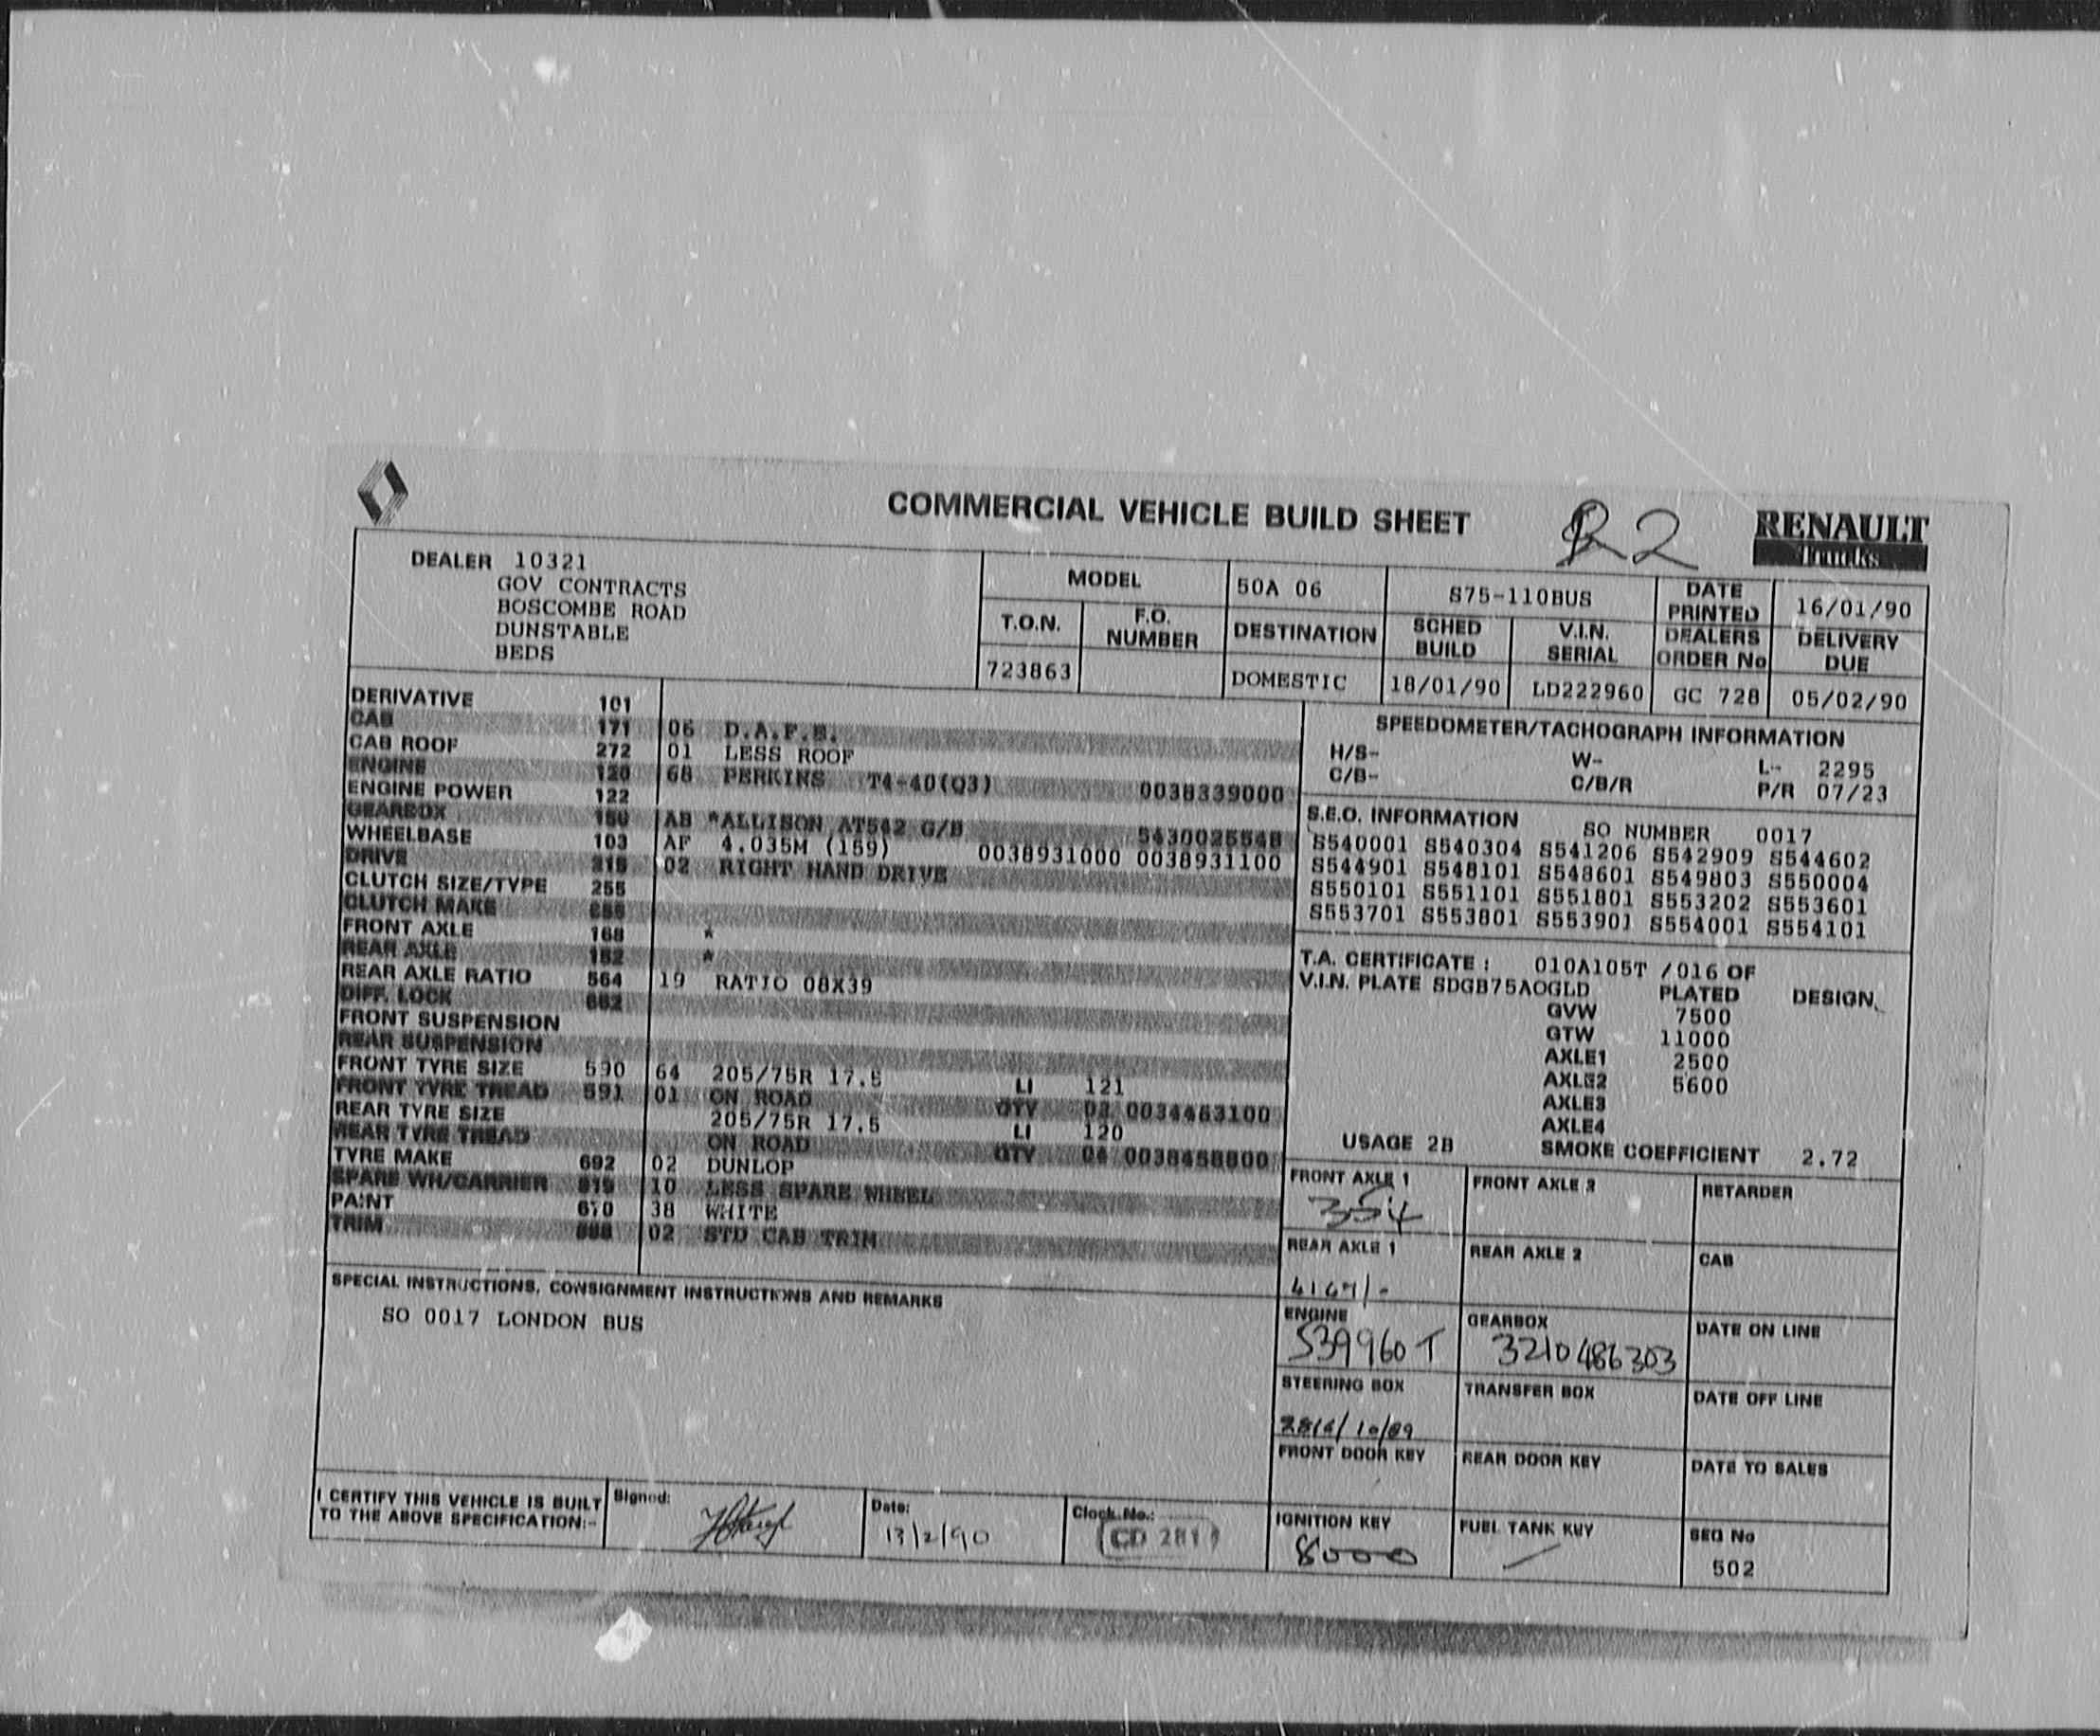 COMMERCIAL VEHICLE BUILD SHEET R2 RENAULT Trucks
DEALER 10321
GOV CONTRACTS
BOSCOMBE ROAD
DUNSTABLE
BEDS
MODEL 50A 06 S75-110BUS DATE PRINTED 16/01/90
T.O.N. F.O. NUMBER DESTINATION SCHED BUILD V.I.N. SERIAL DEALERS ORDER No DELIVERY DUE
723863 DOMESTIC 18/01/90 LD222960 GC 728 05/02/90
DERIVATIVE 101
CAB 171 06 D.A.F.S.
CAB ROOF 272 01 LESS ROOF
ENGINE 120 68 PERKINS T4-40(Q3) 0038339000
ENGINE POWER 122
GEARBOX 150 AB *ALLISON AT542 G/B 5430025548
WHEELBASE 103 AF 4.035M (159) 0038931000 0038931100
DRIVE 215 02 RIGHT HAND DRIVE
CLUTCH SIZE/TYPE 255
CLUTCH MAKE
FRONT AXLE 168 *
REAR AXLE 182 *
REAR AXLE RATIO 564 19 RATIO 08X39
DIFF. LOCK 662
FRONT SUSPENSION
REAR SUSPENSION
FRONT TYRE SIZE 590 64 205/75R 17.5 LI 121
FRONT TYRE TREAD 591 01 ON ROAD QTY 02 0034463100
REAR TYRE SIZE 205/75R 17.5 LI 120
REAR TYRE TREAD ON ROAD QTY 04 0038458800
TYRE MAKE 692 02 DUNLOP
SPARE WH/CARRIER 819 10 LESS SPARE WHEEL
PAINT 670 38 WHITE
TRIM 02 STD CAB TRIM
SPEEDOMETER/TACHOGRAPH INFORMATION
H/S- W- L- 2295
C/B- C/B/R P/R 07/23
S.E.O. INFORMATION SO NUMBER 0017
S540001 S540304 S541206 S542909 S544602
S544901 S548101 S548601 S549803 S550004
S550101 S551101 S551801 S553202 S553601
S553701 S553801 S553901 S554001 S554101
T.A. CERTIFICATE : 010A105T /016 OF
V.I.N. PLATE SDGB75AOGLD PLATED DESIGN
GVW 7500
GTW 11000
AXLE1 2500
AXLE2 5600
AXLE3
AXLE4
USAGE 2B SMOKE COEFFICIENT 2.72
FRONT AXLE 1 FRONT AXLE 2 RETARDER
354
REAR AXLE 1 REAR AXLE 2 CAB
ENGINE GEARBOX DATE ON LINE
S39960T 3210486303
STEERING BOX TRANSFER BOX DATE OFF LINE
FRONT DOOR KEY REAR DOOR KEY DATE TO SALES
IGNITION KEY FUEL TANK KEY SEQ No
8000 502
SPECIAL INSTRUCTIONS, CONSIGNMENT INSTRUCTIONS AND REMARKS
SO 0017 LONDON BUS
I CERTIFY THIS VEHICLE IS BUILT
TO THE ABOVE SPECIFICATION:-
Signed: Date: 13/2/90 Clock No.: CD 281